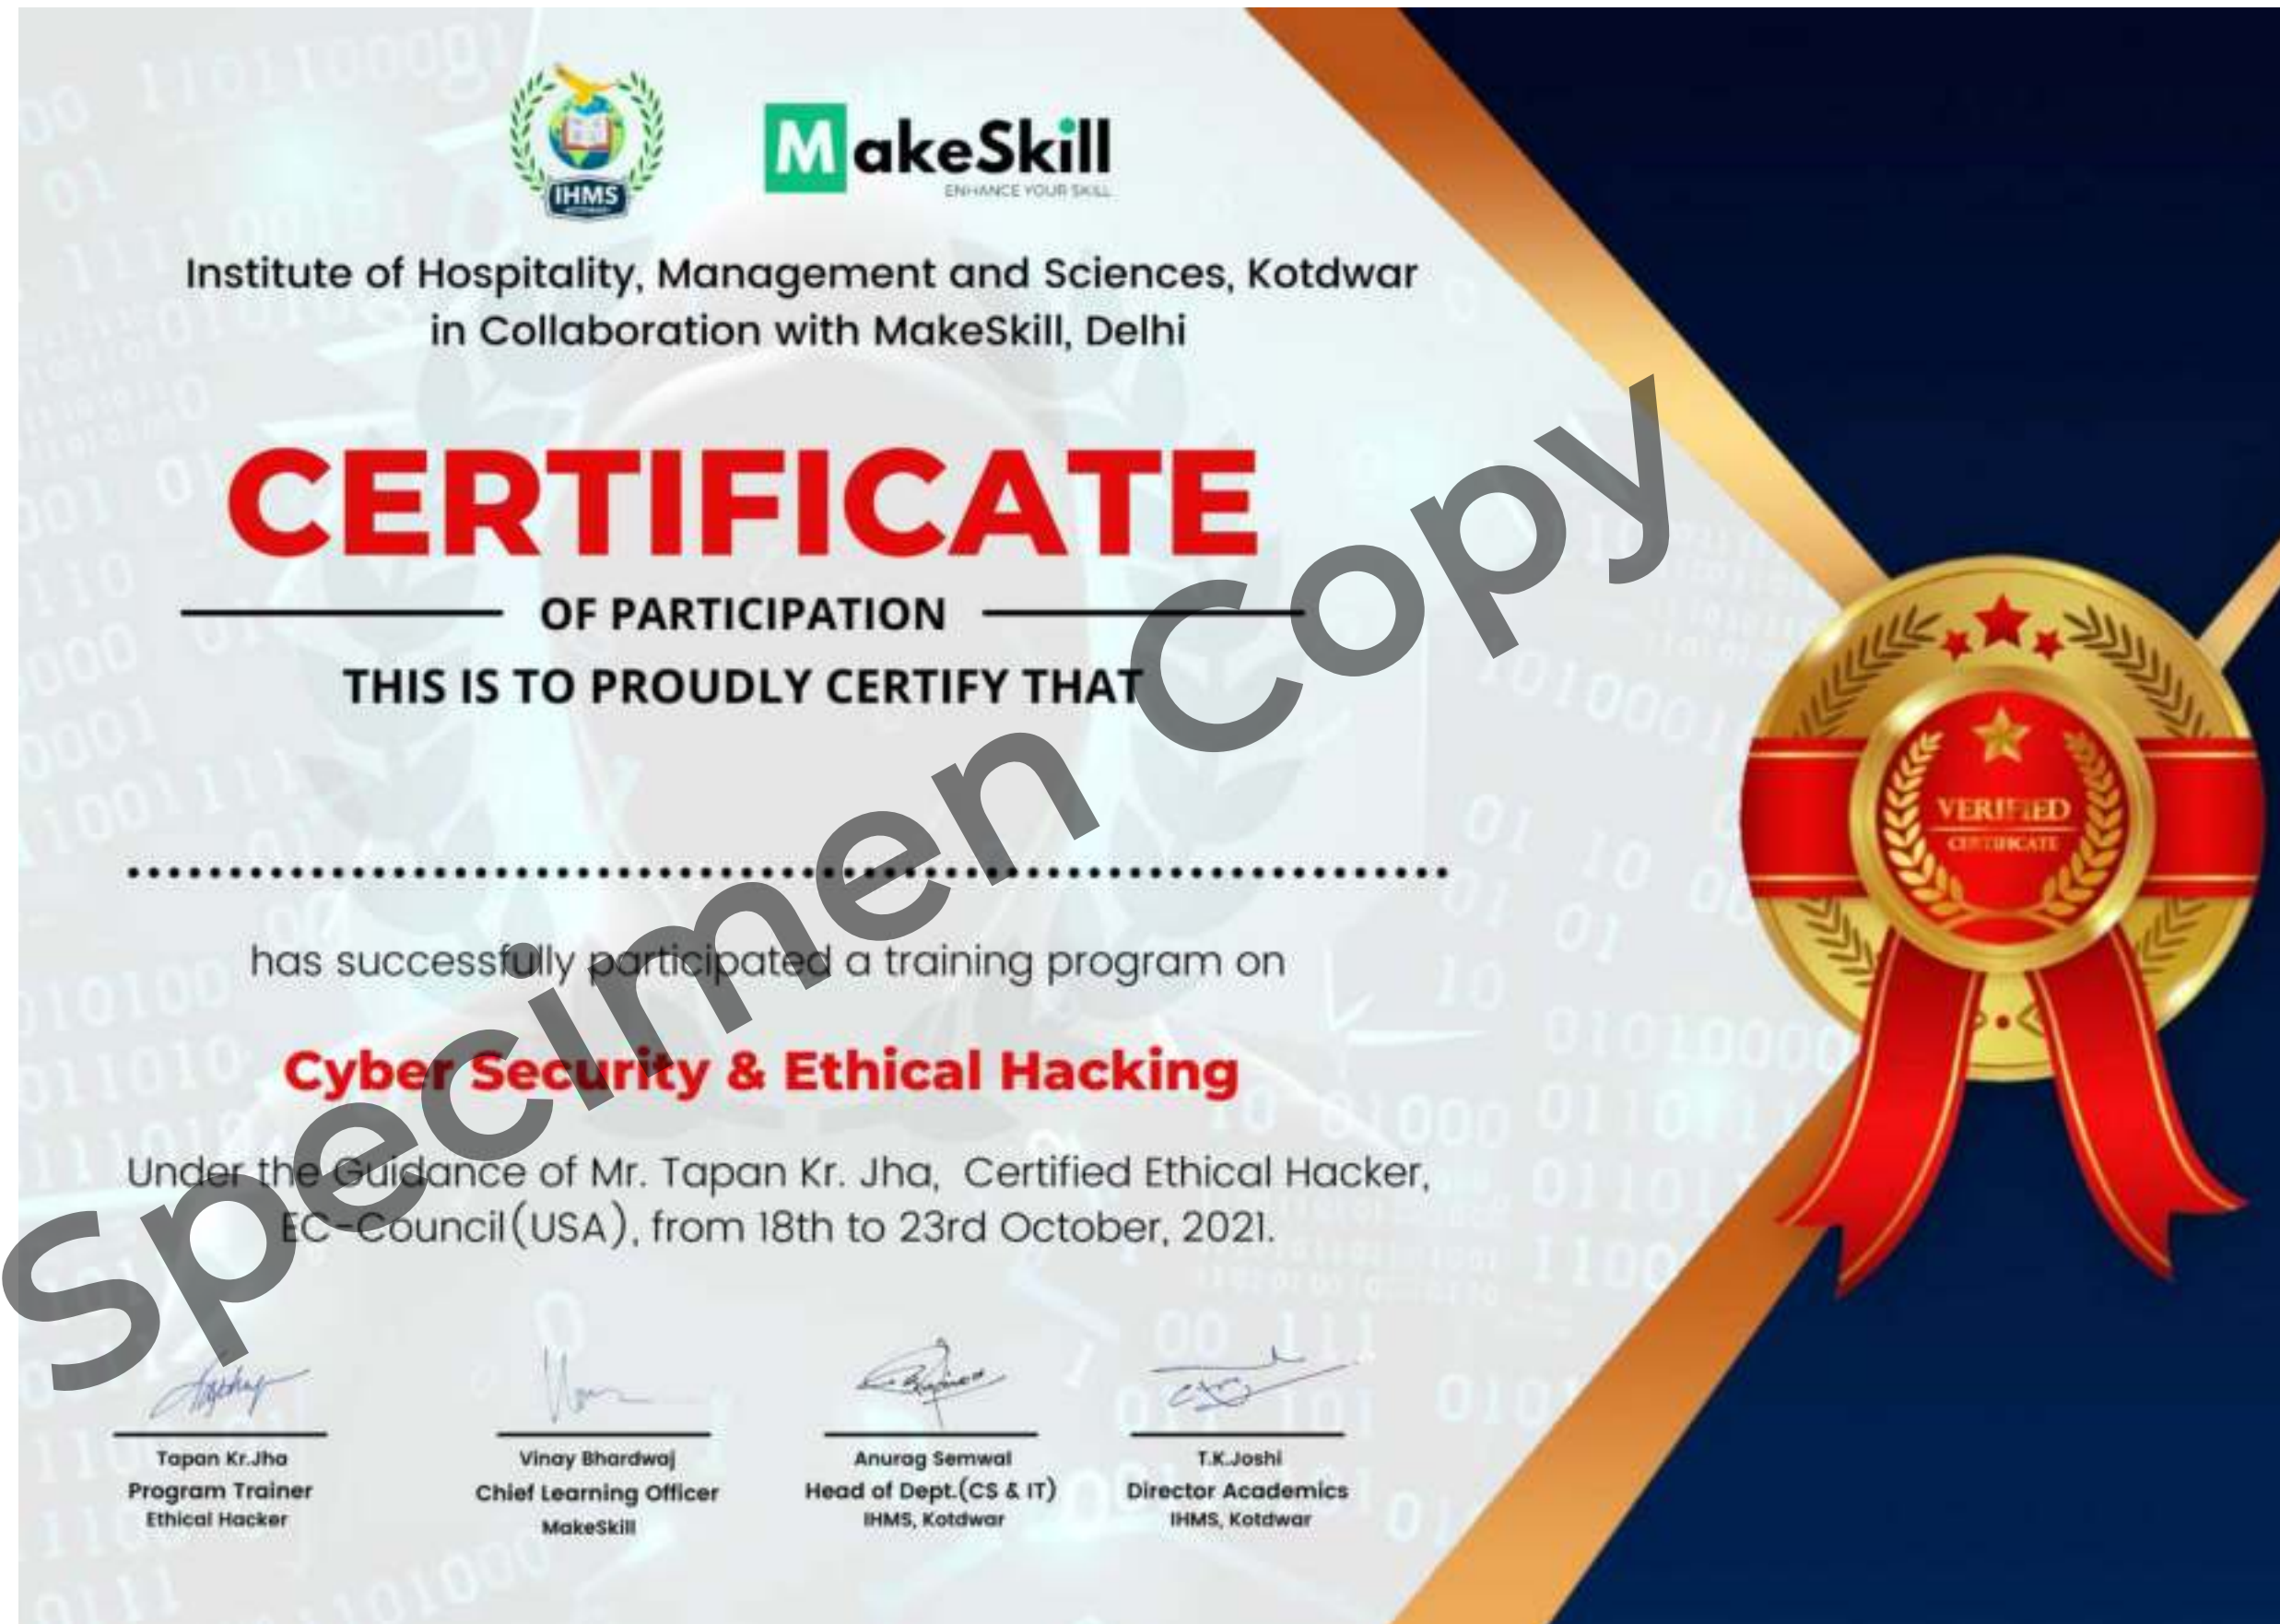 IHMS
MakeSkill
ENHANCE YOUR SKILL
Institute of Hospitality, Management and Sciences, Kotdwar
in Collaboration with MakeSkill, Delhi
CERTIFICATE
OF PARTICIPATION
THIS IS TO PROUDLY CERTIFY THAT
has successfully participated a training program on
Cyber Security & Ethical Hacking
Under the Guidance of Mr. Tapan Kr. Jha, Certified Ethical Hacker,
EC-Council(USA), from 18th to 23rd October, 2021.
Tapan Kr.Jha
Program Trainer
Ethical Hacker
Vinay Bhardwaj
Chief Learning Officer
MakeSkill
Anurag Semwal
Head of Dept.(CS & IT)
IHMS, Kotdwar
T.K.Joshi
Director Academics
IHMS, Kotdwar
VERIFIED
CERTIFICATE
Specimen Copy